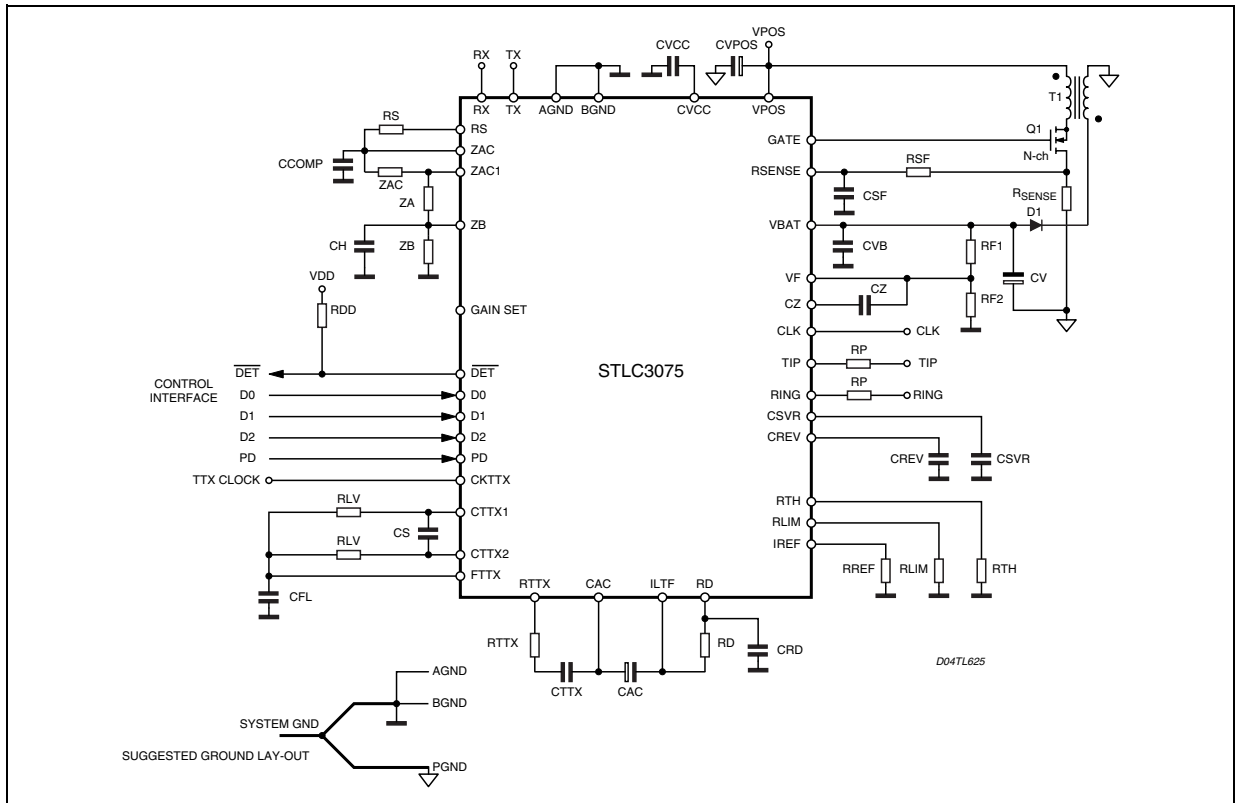 VPOS
RX TX CVCC CVPOS
RX TX AGND BGND CVCC VPOS
T1
RS RS GATE Q1
N-ch
ZAC
CCOMP
ZAC ZAC1 RSENSE RSF
ZA CSF RSENSE
D1
ZB VBAT
CH ZB CVB RF1
VDD VF CV
CZ
RDD CZ RF2
GAIN SET
CLK CLK
STLC3075
TIP RP TIP
DET DET
CONTROL INTERFACE
D0 D0 RING RP RING
D1 D1 CSVR
D2 D2 CREV
PD PD CREV CSVR
TTX CLOCK CKTTX
RTH
RLV CTTX1 RLIM
CS
RLV CTTX2 IREF
FTTX RREF RLIM RTH
CFL
RTTX CAC ILTF RD
RTTX RD CRD
CTTX CAC
D04TL625
AGND
BGND
SYSTEM GND
SUGGESTED GROUND LAY-OUT
PGND